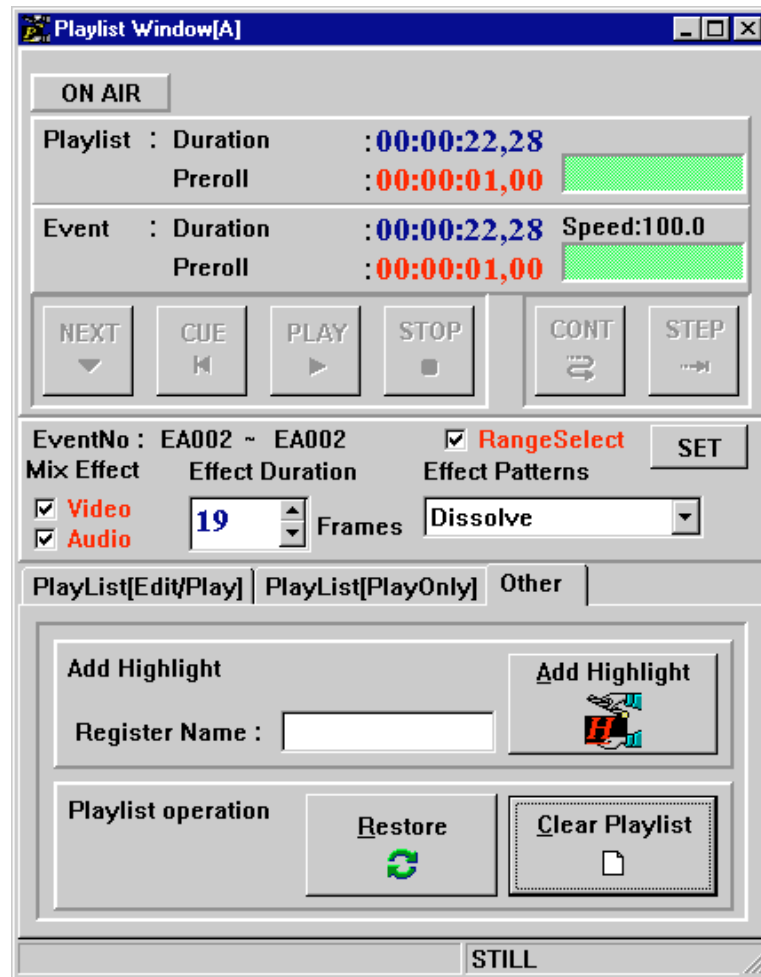 Playlist Window[A]
ON AIR
Playlist : Duration :00:00:22,28
Preroll :00:00:01,00
Event : Duration :00:00:22,28 Speed:100.0
Preroll :00:00:01,00
NEXT CUE PLAY STOP CONT STEP
EventNo : EA002 ~ EA002 RangeSelect SET
Mix Effect Effect Duration Effect Patterns
Video 19 Frames Dissolve
Audio
PlayList[Edit/Play] PlayList[PlayOnly] Other
Add Highlight Add Highlight
Register Name : H
Playlist operation Restore Clear Playlist
STILL